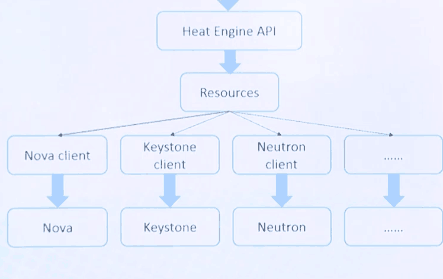 Heat Engine API
Resources
Nova client
Keystone
client
Neutron
client
......
Nova
Keystone
Neutron
......